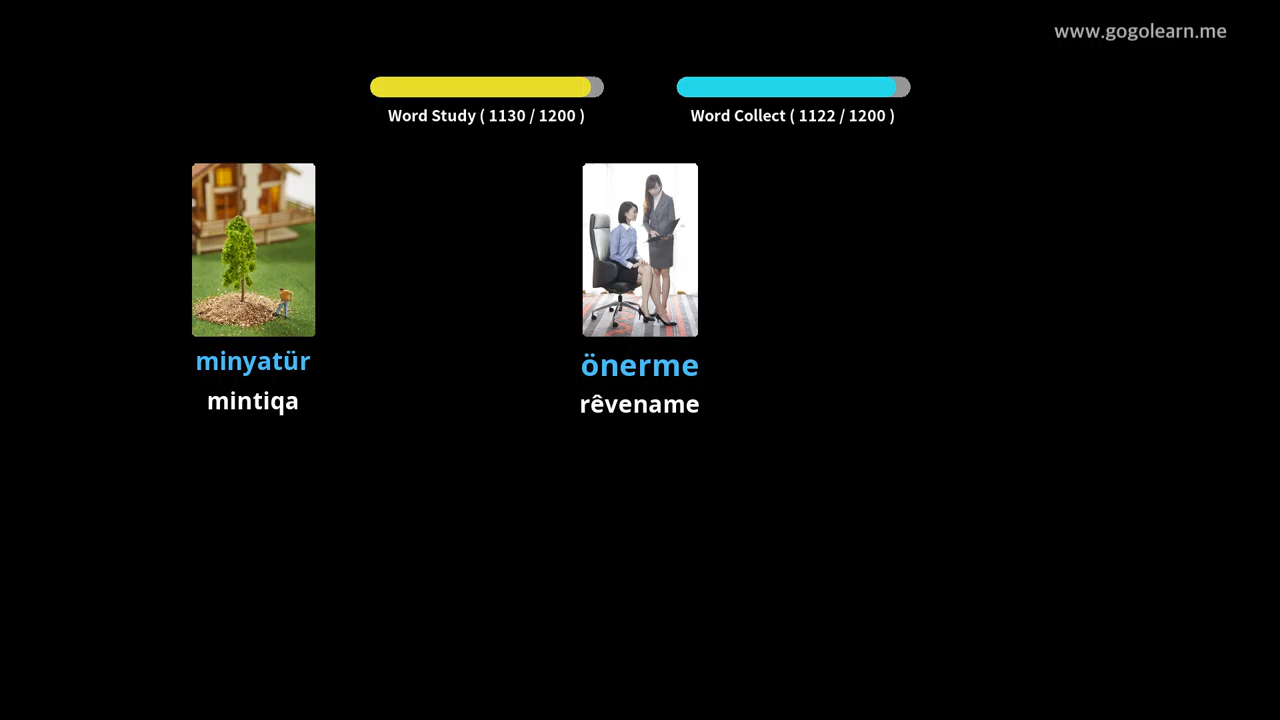 www.gogolearn.me
Word Study ( 1130 / 1200 )
Word Collect ( 1122 / 1200 )
minyatür
mintiqa
önerme
rêvename